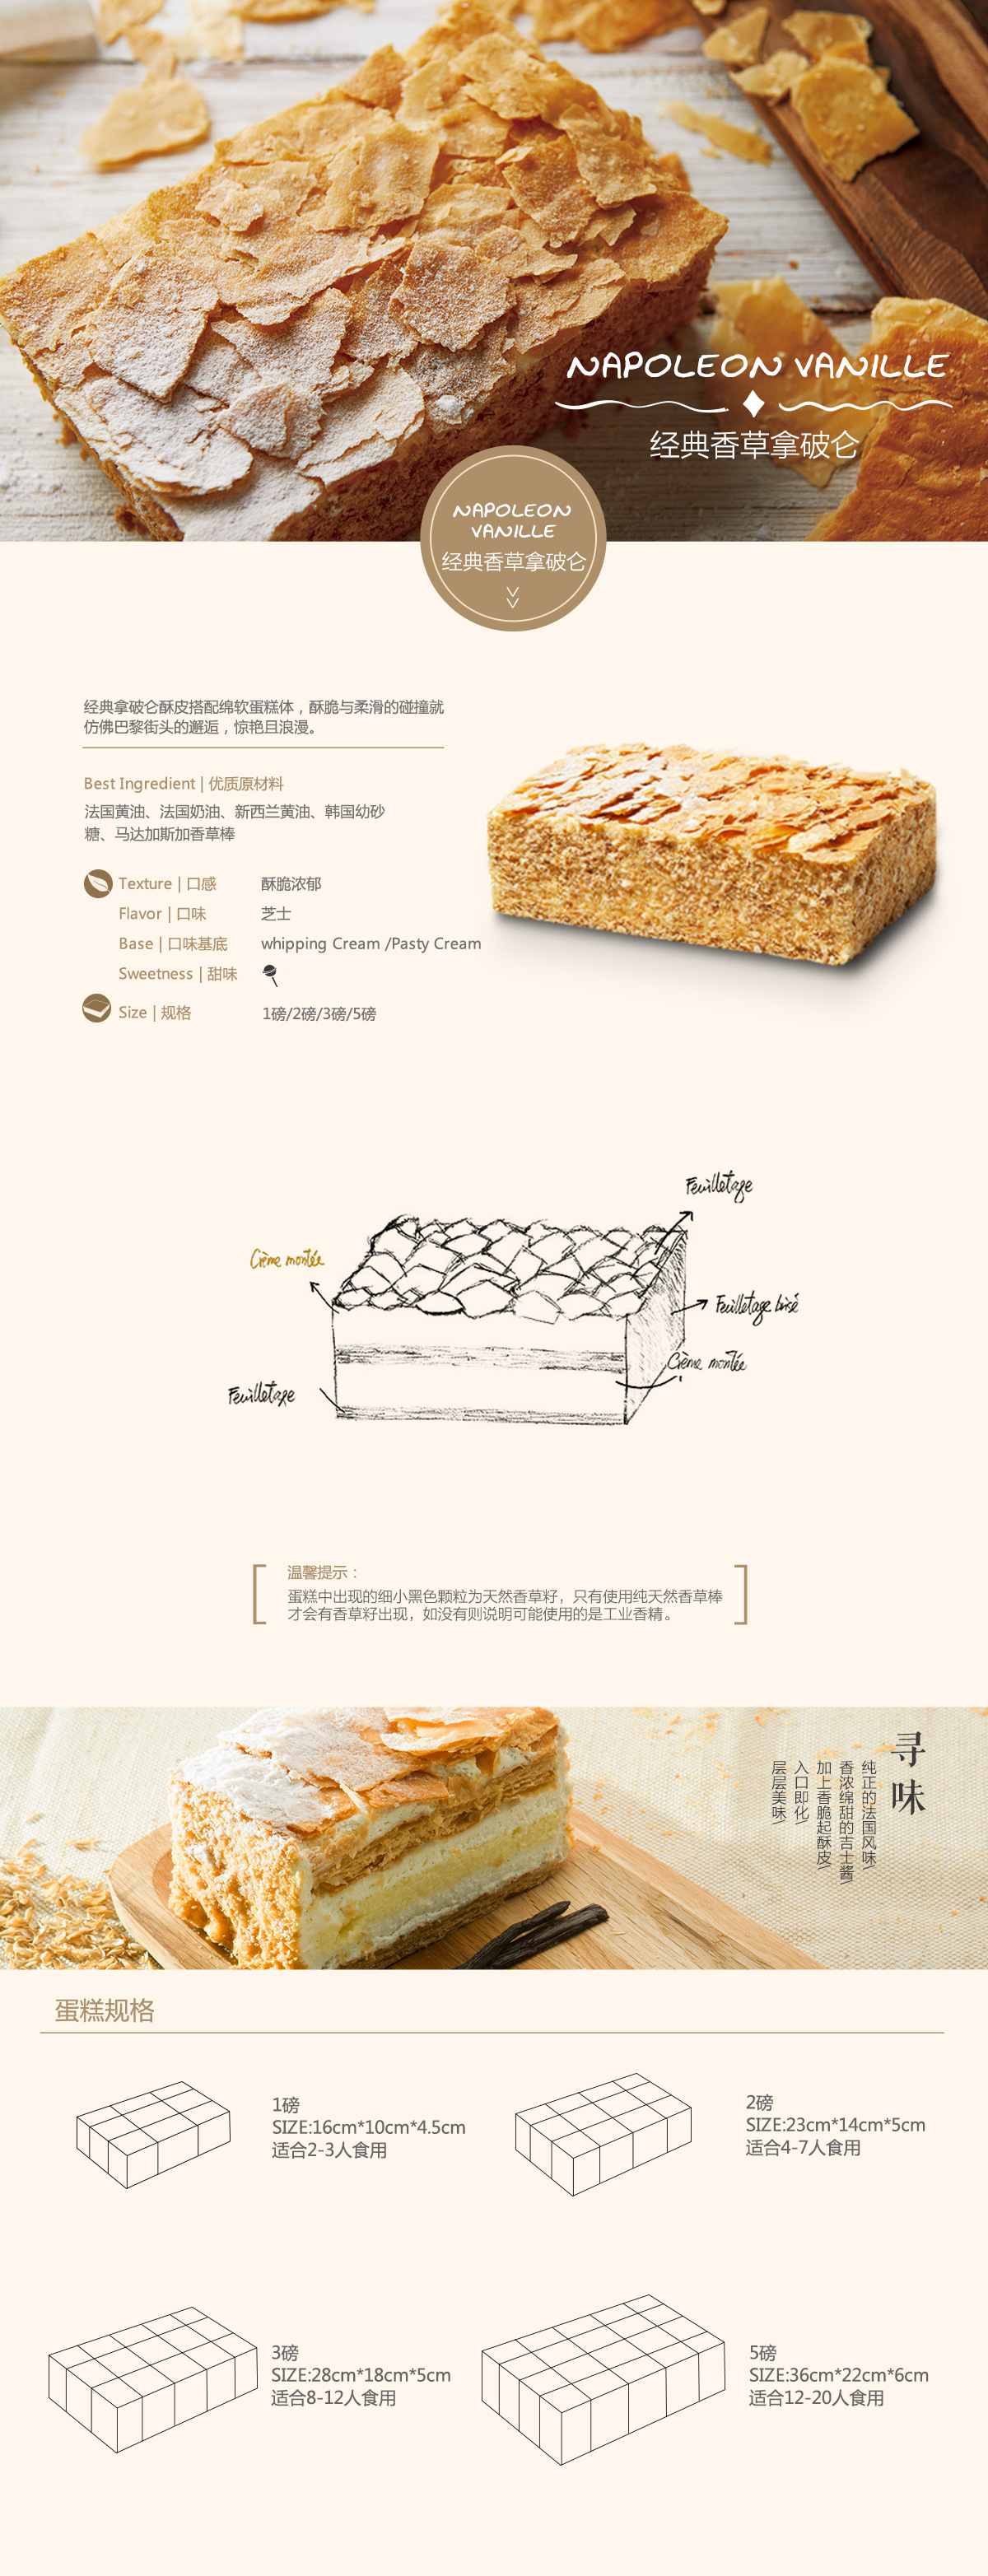 NAPOLEON VANILLE
经典香草拿破仑
NAPOLEON
VANILLE
经典香草拿破仑
经典拿破仑酥皮搭配绵软蛋糕体，酥脆与柔滑的碰撞就
仿佛巴黎街头的邂逅，惊艳且浪漫。
Best Ingredient | 优质原材料
法国黄油、法国奶油、新西兰黄油、韩国幼砂
糖、马达加斯加香草棒
Texture | 口感 酥脆浓郁
Flavor | 口味 芝士
Base | 口味基底 whipping Cream /Pasty Cream
Sweetness | 甜味
Size | 规格 1磅/2磅/3磅/5磅
Feuilletage
Crème montée
Feuilletage brisé
Crème montée
Feuilletage
温馨提示：
蛋糕中出现的细小黑色颗粒为天然香草籽，只有使用纯天然香草棒
才会有香草籽出现，如没有则说明可能使用的是工业香精。
寻味
纯正的法国风味/
香浓绵甜的吉士酱/
加上香脆起酥皮/
入口即化/
层层美味/
蛋糕规格
1磅
SIZE:16cm*10cm*4.5cm
适合2-3人食用
2磅
SIZE:23cm*14cm*5cm
适合4-7人食用
3磅
SIZE:28cm*18cm*5cm
适合8-12人食用
5磅
SIZE:36cm*22cm*6cm
适合12-20人食用